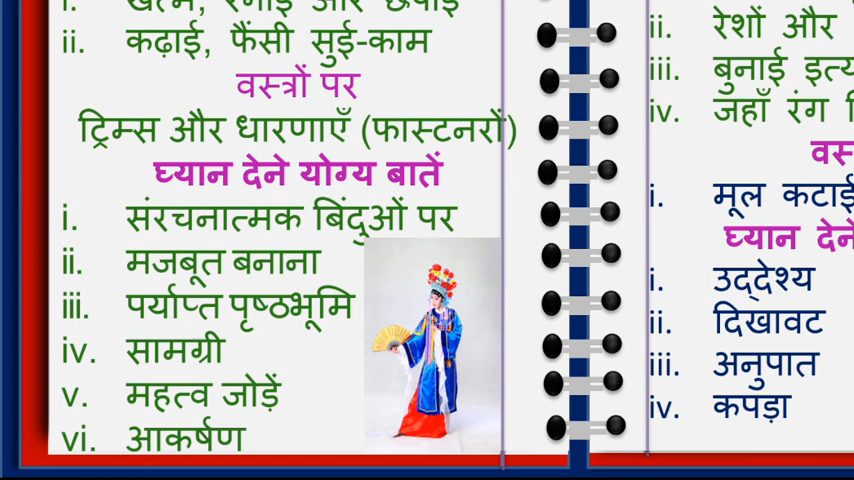 ii. कढ़ाई, फैंसी सुई-काम
वस्त्रों पर
ट्रिम्स और धारणाएँ (फास्टनरों)
घ्यान देने योग्य बातें
i. संरचनात्मक बिंदुओं पर
ii. मजबूत बनाना
iii. पर्याप्त पृष्ठभूमि
iv. सामग्री
v. महत्व जोड़ें
vi. आकर्षण
ii. रेशों और
iii. बुनाई
iv. जहाँ रंग
i. मूल कटाई
घ्यान देने
i. उद्देश्य
ii. दिखावट
iii. अनुपात
iv. कपड़ा